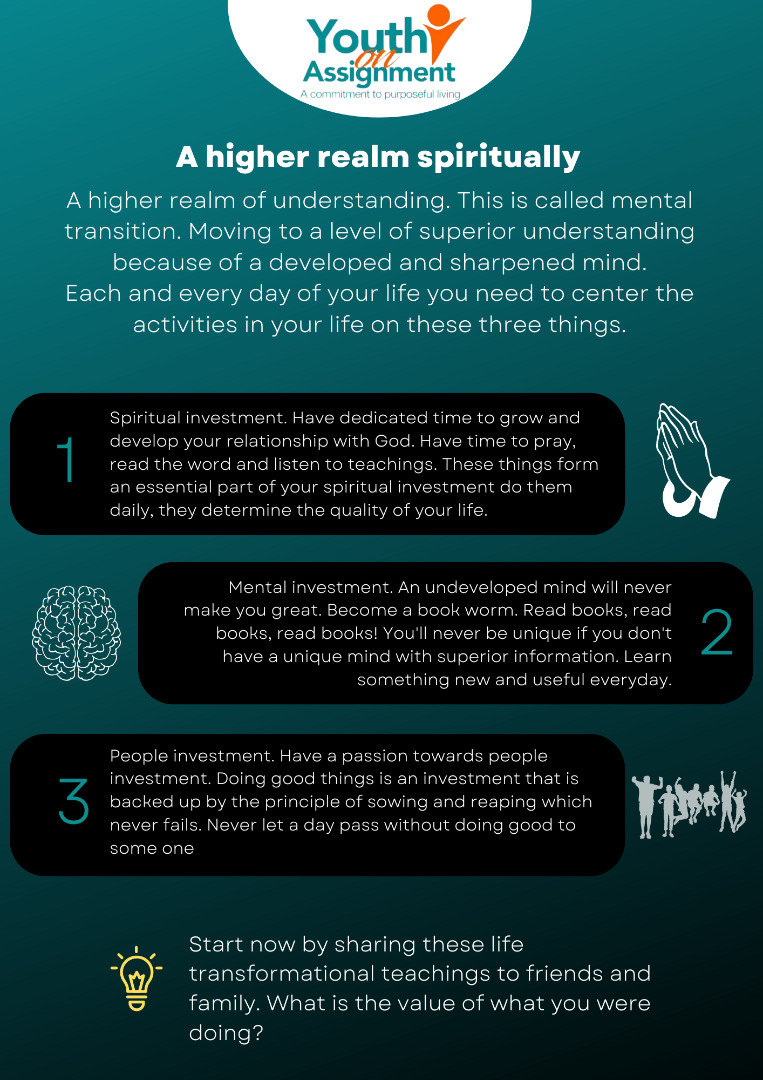 Youth
on
Assignment
A commitment to purposeful living
A higher realm spiritually
A higher realm of understanding. This is called mental
transition. Moving to a level of superior understanding
because of a developed and sharpened mind.
Each and every day of your life you need to center the
activities in your life on these three things.
1
Spiritual investment. Have dedicated time to grow and
develop your relationship with God. Have time to pray,
read the word and listen to teachings. These things form
an essential part of your spiritual investment do them
daily, they determine the quality of your life.
Mental investment. An undeveloped mind will never
make you great. Become a book worm. Read books, read
books, read books! You'll never be unique if you don't
have a unique mind with superior information. Learn
something new and useful everyday.
2
3
People investment. Have a passion towards people
investment. Doing good things is an investment that is
backed up by the principle of sowing and reaping which
never fails. Never let a day pass without doing good to
some one
Start now by sharing these life
transformational teachings to friends and
family. What is the value of what you were
doing?